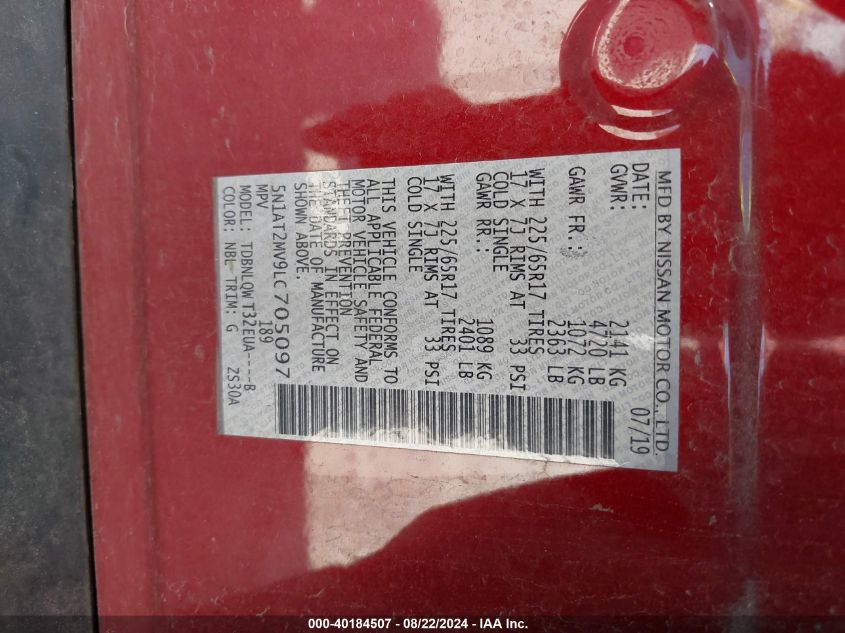 MFD BY NISSAN MOTOR CO., LTD.
DATE: 07/19
GVWR: 2141 KG
4720 LB
GAWR FR.: 1072 KG
2363 LB
WITH 225/65R17 TIRES
17 X 7J RIMS AT 33 PSI
COLD SINGLE
GAWR RR.: 1089 KG
2401 LB
WITH 225/65R17 TIRES
17 X 7J RIMS AT 33 PSI
COLD SINGLE
THIS VEHICLE CONFORMS TO
ALL APPLICABLE FEDERAL
MOTOR VEHICLE SAFETY AND
THEFT PREVENTION
STANDARDS IN EFFECT ON
THE DATE OF MANUFACTURE
SHOWN ABOVE.
5N1AT2MV9LC705097
MPV 189
MODEL: TDBNLQWT32EUA----B
COLOR: NBL TRIM: G ZS30A
000-40184507 - 08/22/2024 - IAA Inc.